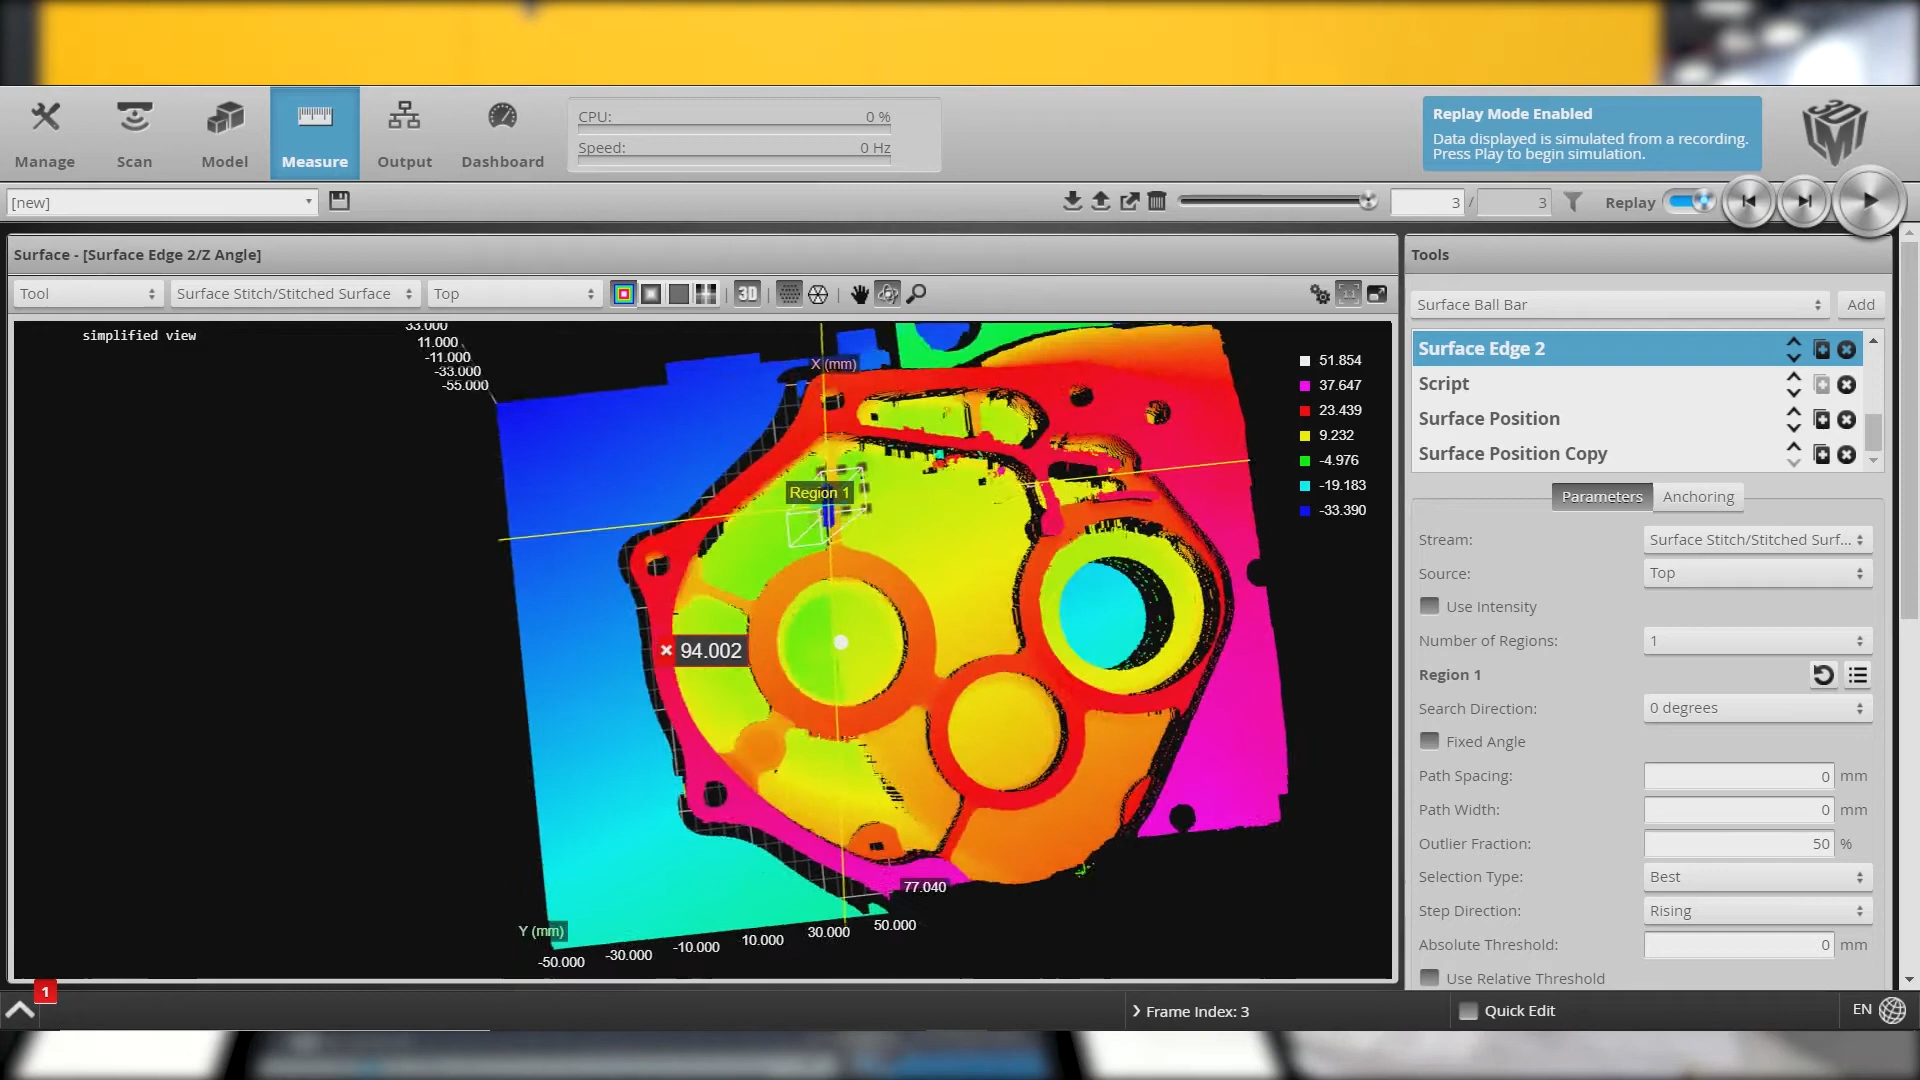 Manage
Scan
Model
Measure
Output
Dashboard
CPU: 0 %
Speed: 0 Hz
Replay Mode Enabled
Data displayed is simulated from a recording.
Press Play to begin simulation.
3D
[new]
3 / 3
Replay
Surface - [Surface Edge 2/Z Angle]
Tools
Tool
Surface Stitch/Stitched Surface
Top
3D
Surface Ball Bar
Add
simplified view
33.000
11.000
-11.000
-33.000
-55.000
X (mm)
51.854
37.647
23.439
9.232
-4.976
-19.183
-33.390
Region 1
94.002
77.040
Y (mm)
-50.000
-30.000
-10.000
10.000
30.000
50.000
Surface Edge 2
Script
Surface Position
Surface Position Copy
Parameters
Anchoring
Stream: Surface Stitch/Stitched Surf...
Source: Top
Use Intensity
Number of Regions: 1
Region 1
Search Direction: 0 degrees
Fixed Angle
Path Spacing: 0 mm
Path Width: 0 mm
Outlier Fraction: 50 %
Selection Type: Best
Step Direction: Rising
Absolute Threshold: 0 mm
Use Relative Threshold
1
Frame Index: 3
Quick Edit
EN